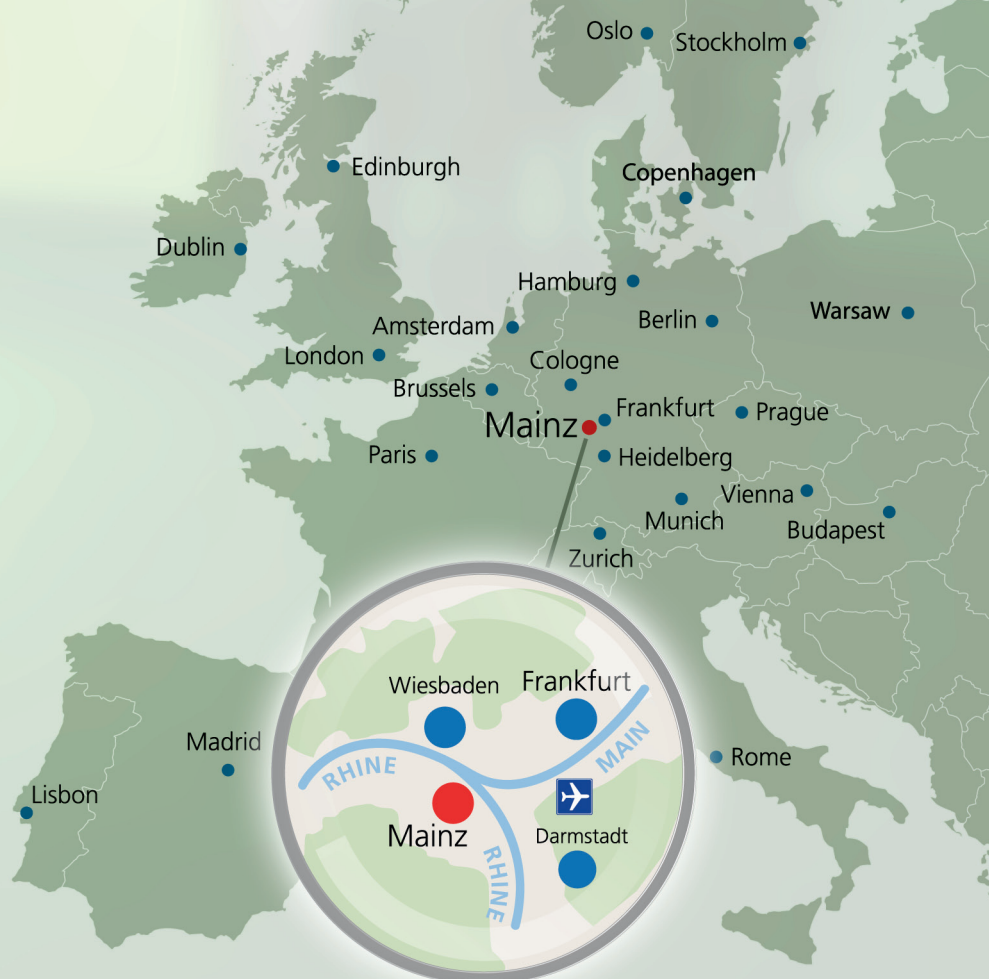 Oslo
Stockholm
Edinburgh
Copenhagen
Dublin
Hamburg
Warsaw
Berlin
Amsterdam
London
Cologne
Brussels
Frankfurt
Prague
Mainz
Paris
Heidelberg
Vienna
Munich
Budapest
Zurich
Wiesbaden
Frankfurt
Madrid
MAIN
Rome
RHINE
Lisbon
Mainz
Darmstadt
RHINE